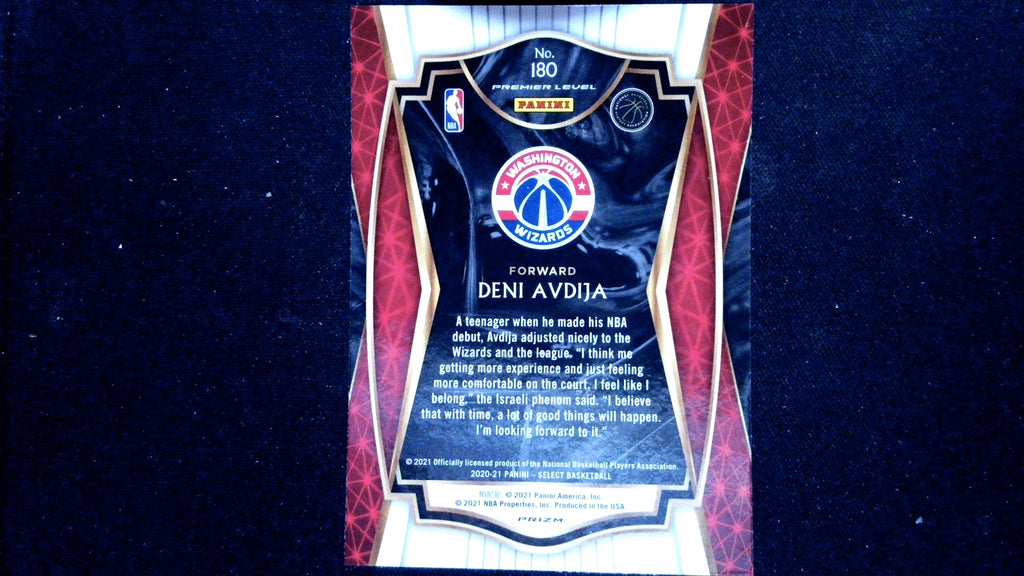 No.
180
PREMIER LEVEL
PANINI
NBA
WASHINGTON
WIZARDS
FORWARD
DENI AVDIJA
A teenager when he made his NBA
debut, Avdija adjusted nicely to the
Wizards and the league. “I think me
getting more experience and just feeling
more comfortable on the court, I feel like I
belong,” the Israeli phenom said. “I believe
that with time, a lot of good things will happen.
I’m looking forward to it.”
© 2021 Officially licensed product of the National Basketball Players Association.
2020-21 PANINI – SELECT BASKETBALL
© 2021 Panini America, Inc.
© 2021 NBA Properties, Inc. Produced in the USA.
PRIZM